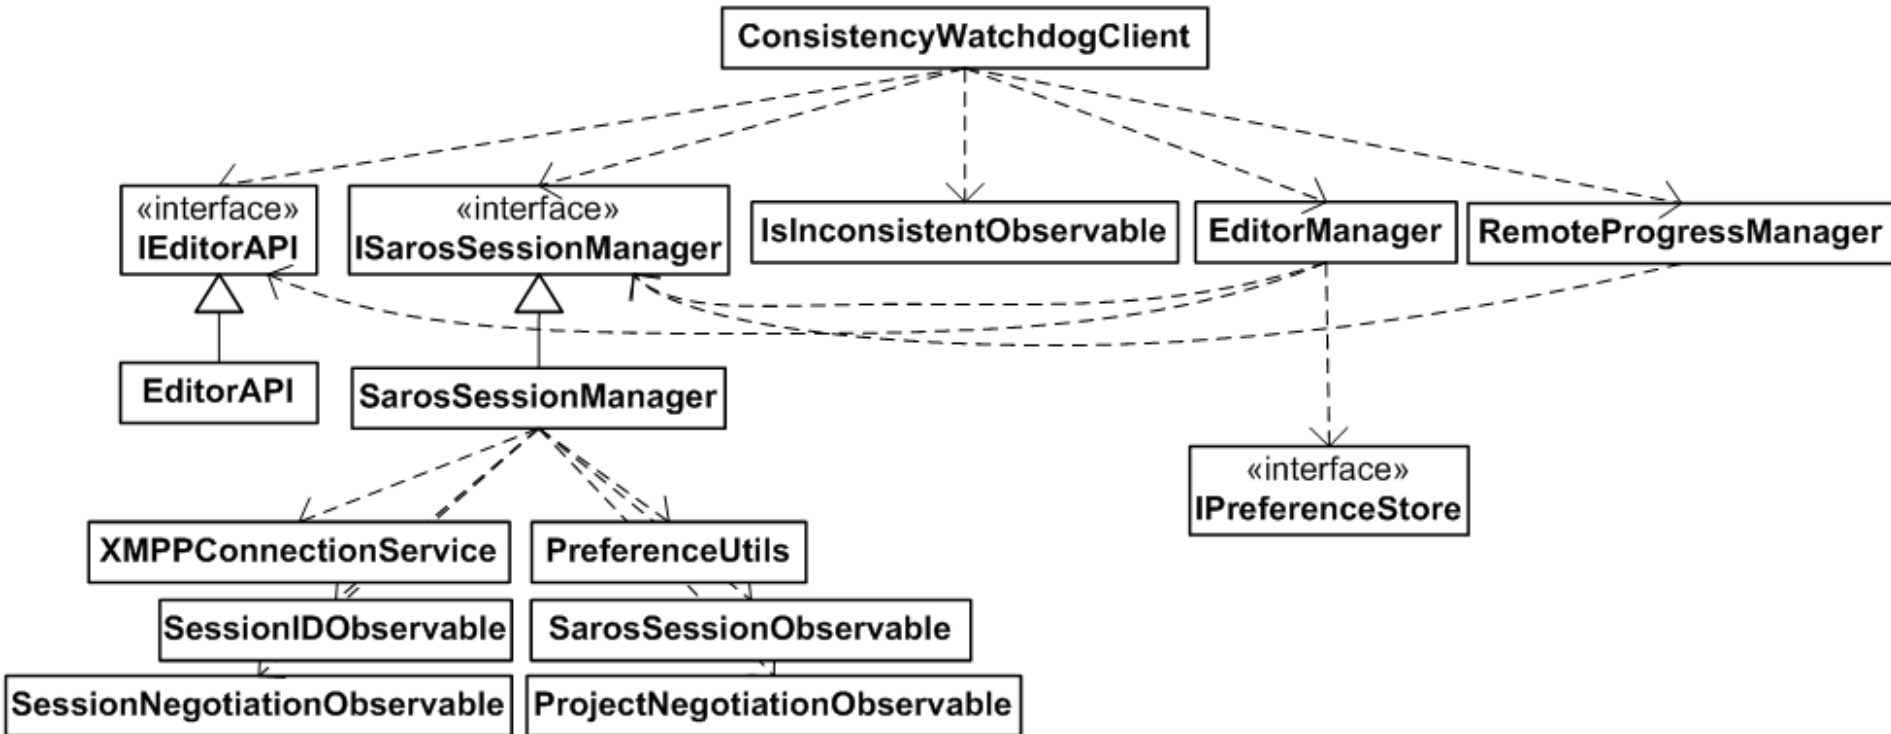 ConsistencyWatchdogClient
«interface»
IEditorAPI
«interface»
ISarosSessionManager
IsInconsistentObservable
EditorManager
RemoteProgressManager
EditorAPI
SarosSessionManager
«interface»
IPreferenceStore
XMPPConnectionService
PreferenceUtils
SessionIDObservable
SarosSessionObservable
SessionNegotiationObservable
ProjectNegotiationObservable